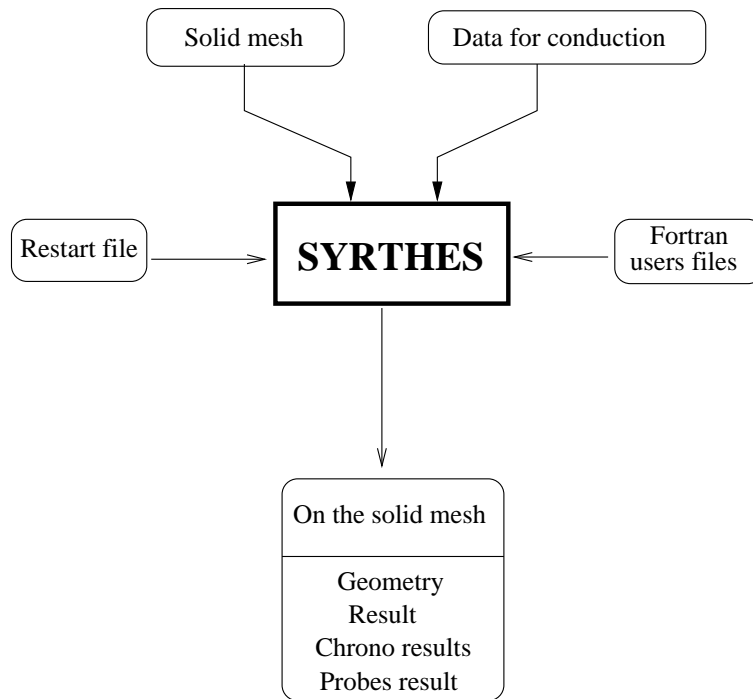 Solid mesh
Data for conduction
Restart file
SYRTHES
Fortran
users files
On the solid mesh
Geometry
Result
Chrono results
Probes result